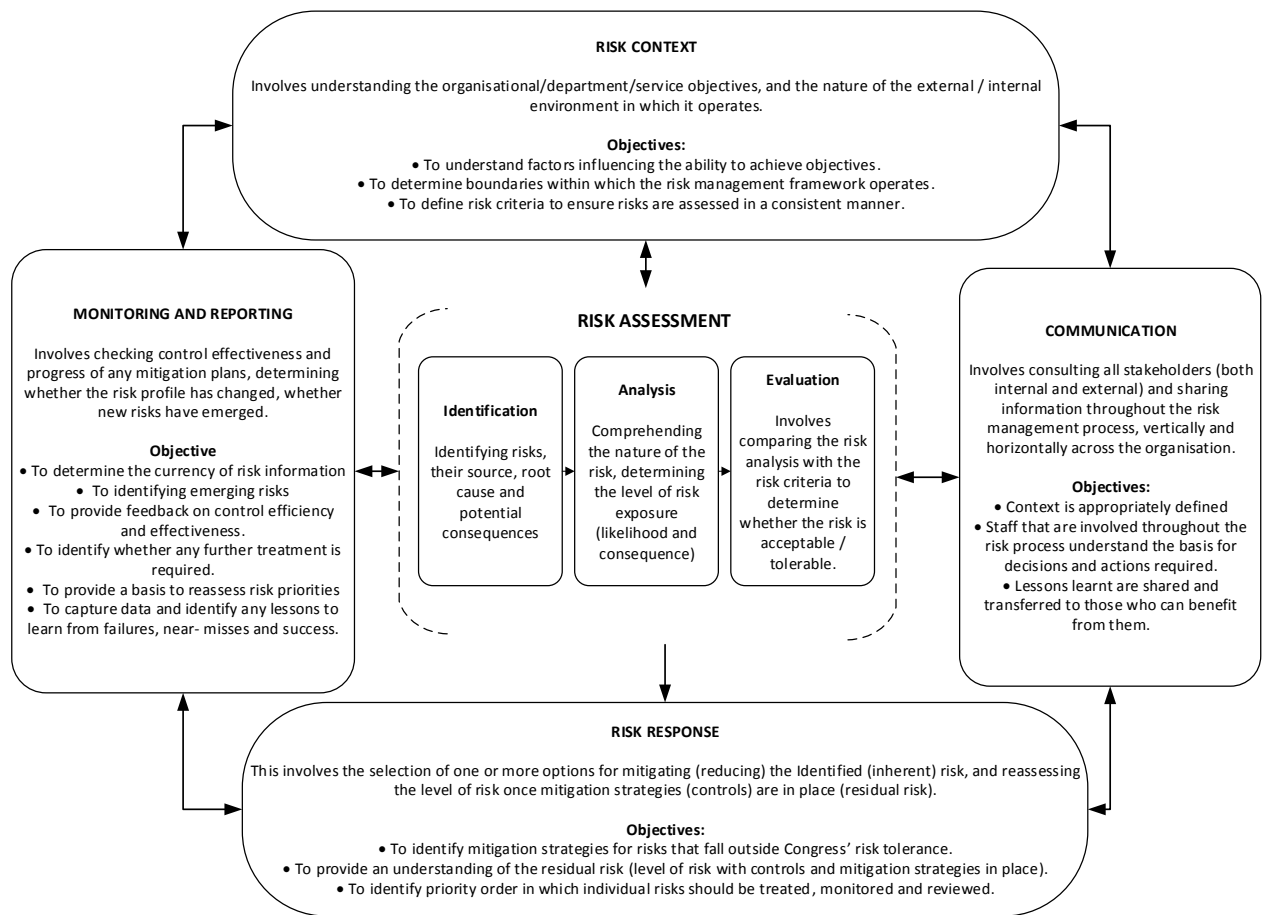 RISK CONTEXT
Involves understanding the organisational/department/service objectives, and the nature of the external / internal
environment in which it operates.
Objectives:
• To understand factors influencing the ability to achieve objectives.
• To determine boundaries within which the risk management framework operates.
• To define risk criteria to ensure risks are assessed in a consistent manner.
MONITORING AND REPORTING
Involves checking control effectiveness and
progress of any mitigation plans, determining
whether the risk profile has changed, whether
new risks have emerged.
Objective
• To determine the currency of risk information
• To identifying emerging risks
• To provide feedback on control efficiency
and effectiveness.
• To identify whether any further treatment is
required.
• To provide a basis to reassess risk priorities
• To capture data and identify any lessons to
learn from failures, near- misses and success.
RISK ASSESSMENT
Identification
Identifying risks,
their source, root
cause and
potential
consequences
Analysis
Comprehending
the nature of the
risk, determining
the level of risk
exposure
(likelihood and
consequence)
Evaluation
Involves
comparing the risk
analysis with the
risk criteria to
determine
whether the risk is
acceptable /
tolerable.
COMMUNICATION
Involves consulting all stakeholders (both
internal and external) and sharing
information throughout the risk
management process, vertically and
horizontally across the organisation.
Objectives:
• Context is appropriately defined
• Staff that are involved throughout the
risk process understand the basis for
decisions and actions required.
• Lessons learnt are shared and
transferred to those who can benefit
from them.
RISK RESPONSE
This involves the selection of one or more options for mitigating (reducing) the Identified (inherent) risk, and reassessing
the level of risk once mitigation strategies (controls) are in place (residual risk).
Objectives:
• To identify mitigation strategies for risks that fall outside Congress’ risk tolerance.
• To provide an understanding of the residual risk (level of risk with controls and mitigation strategies in place).
• To identify priority order in which individual risks should be treated, monitored and reviewed.